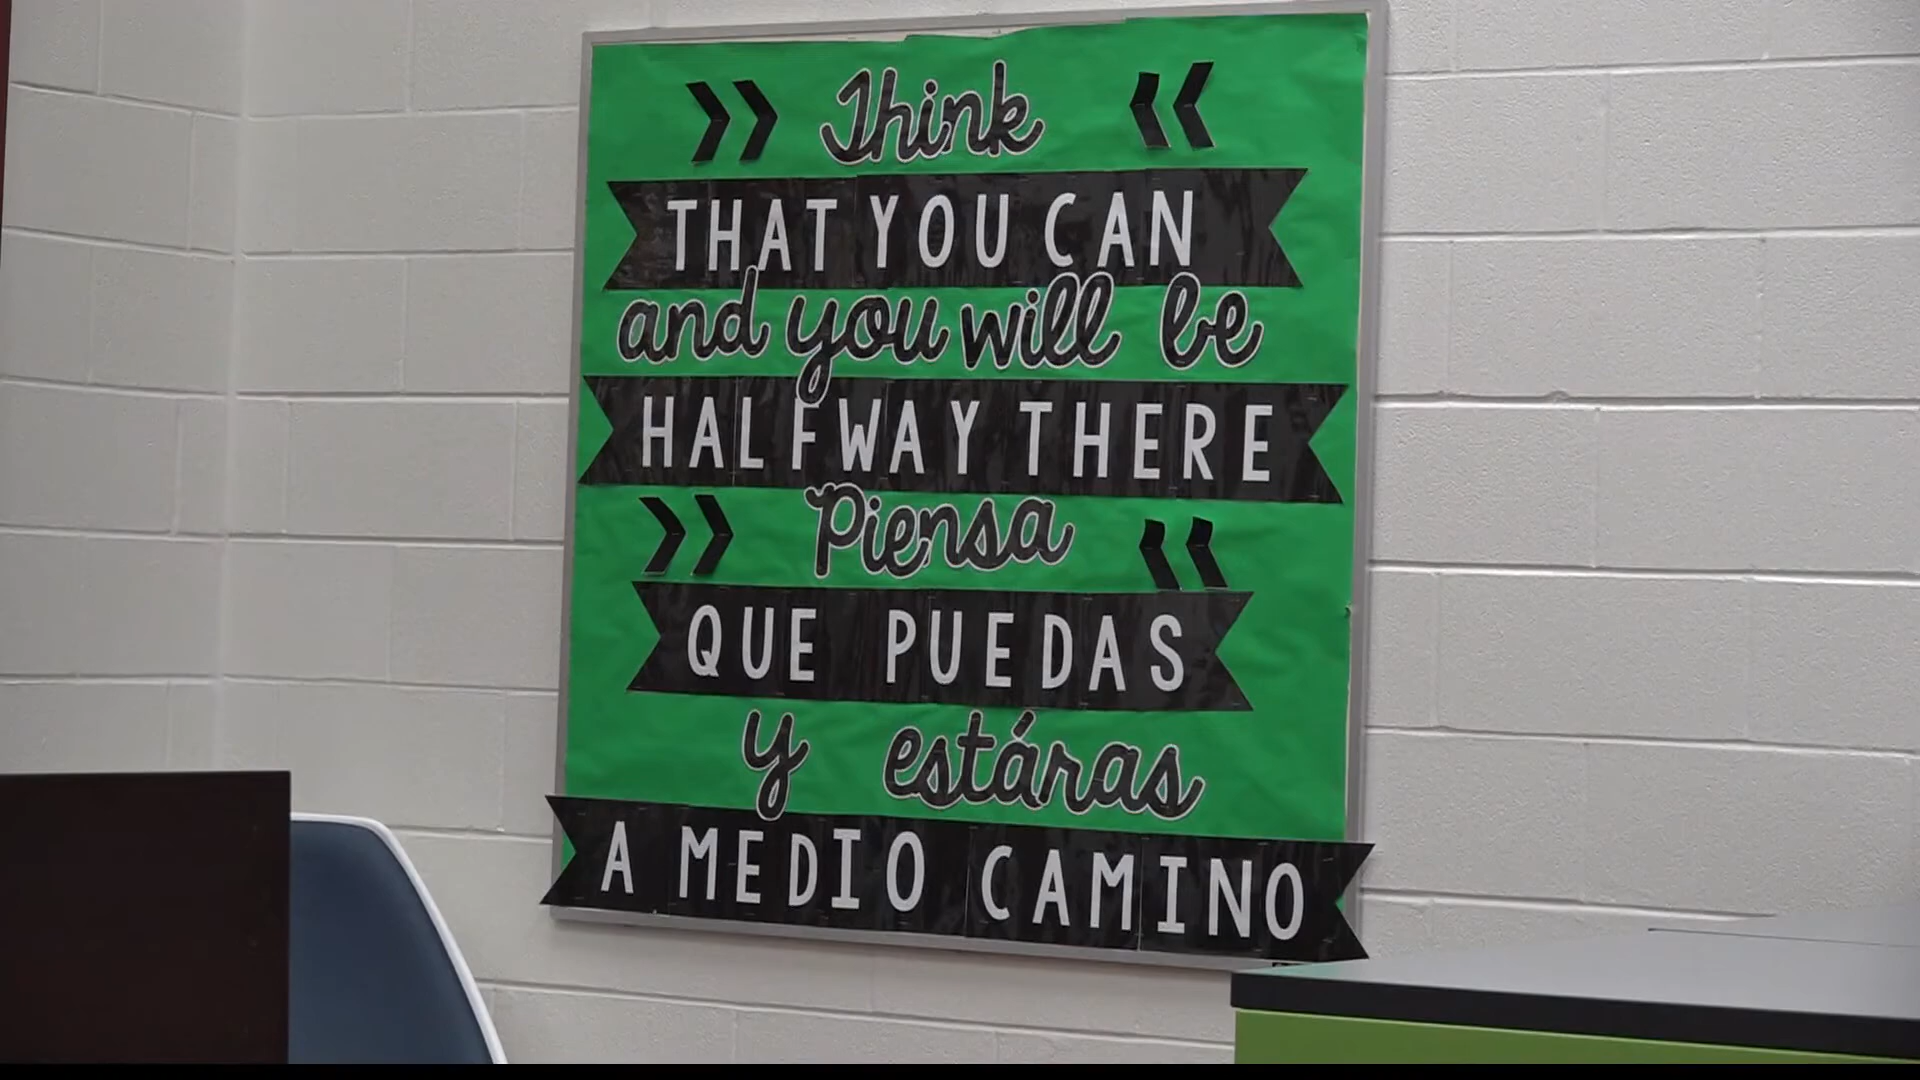 Think
THAT YOU CAN
and you will be
HALFWAY THERE
Piensa
QUE PUEDAS
y estáras
A MEDIO CAMINO